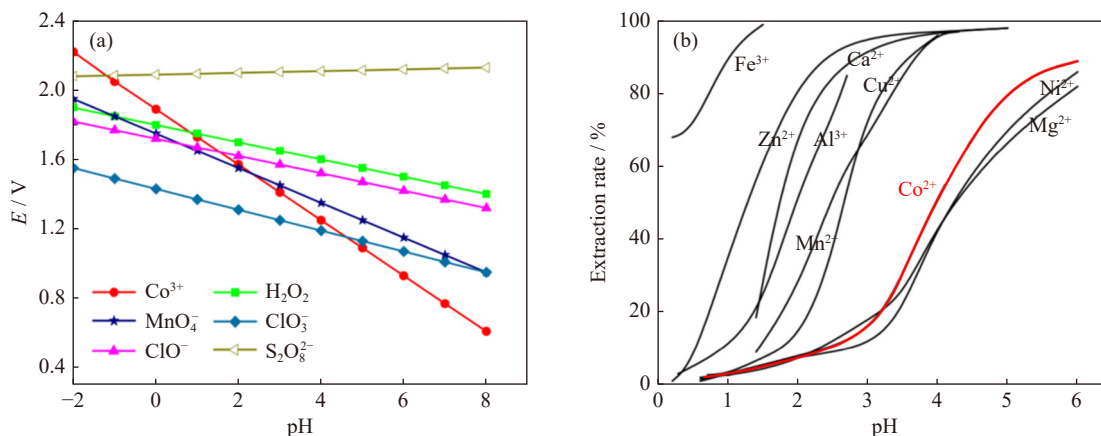 (a)
2.4
2.0
1.6
1.2
0.8
0.4
E / V
−2
0
2
4
6
8
pH
Co³⁺
MnO₄⁻
ClO⁻
H₂O₂
ClO₃⁻
S₂O₈²⁻
(b)
100
80
60
40
20
0
Extraction rate / %
0
1
2
3
4
5
6
pH
Fe³⁺
Zn²⁺
Ca²⁺
Al³⁺
Cu²⁺
Mn²⁺
Co²⁺
Ni²⁺
Mg²⁺